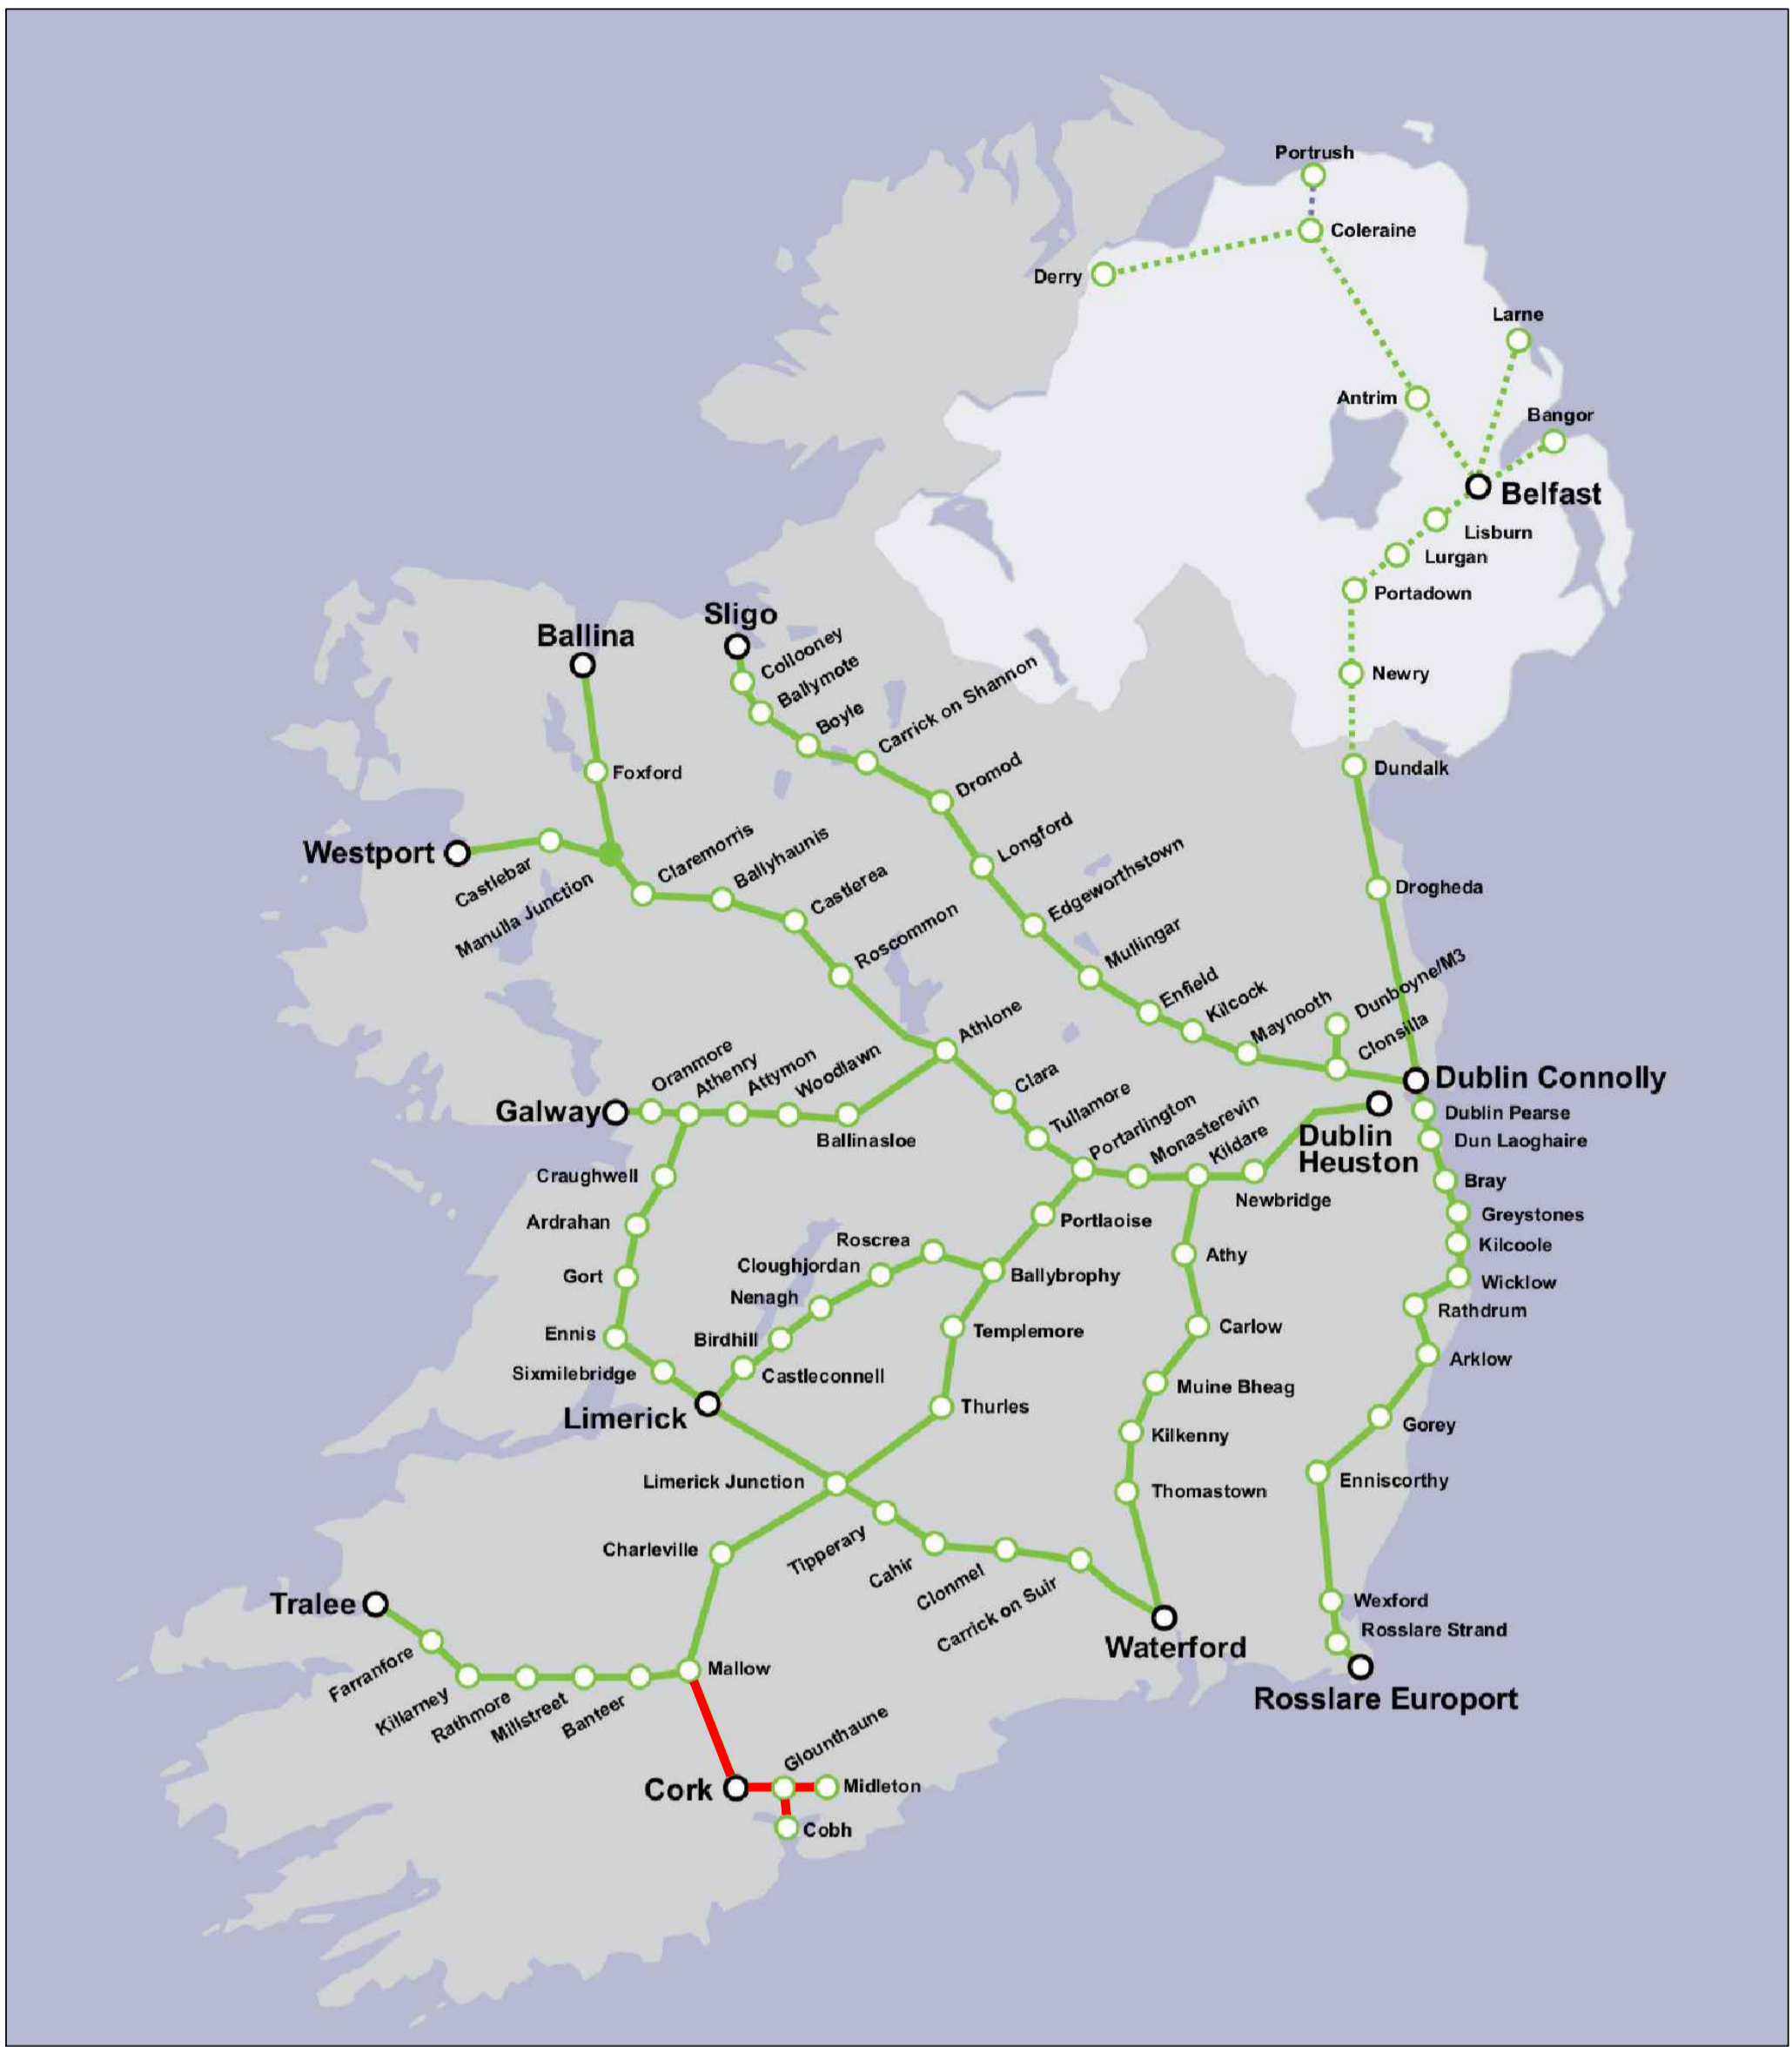 Portrush
Coleraine
Derry
Larne
Antrim
Bangor
Belfast
Lisburn
Lurgan
Portadown
Newry
Dundalk
Drogheda
Sligo
Collooney
Ballymote
Boyle
Carrick on Shannon
Dromod
Longford
Edgeworthstown
Mullingar
Enfield
Kilcock
Maynooth
Dunboyne/M3
Clonsilla
Dublin Connolly
Ballina
Foxford
Westport
Castlebar
Manulla Junction
Claremorris
Ballyhaunis
Castlerea
Roscommon
Athlone
Clara
Tullamore
Portarlington
Monasterevin
Kildare
Newbridge
Dublin
Heuston
Dublin Pearse
Dun Laoghaire
Bray
Greystones
Kilcoole
Wicklow
Rathdrum
Arklow
Gorey
Enniscorthy
Wexford
Rosslare Strand
Rosslare Europort
Galway
Oranmore
Athenry
Attymon
Woodlawn
Ballinasloe
Craughwell
Ardrahan
Gort
Ennis
Sixmilebridge
Limerick
Roscrea
Cloughjordan
Nenagh
Birdhill
Castleconnell
Portlaoise
Ballybrophy
Templemore
Thurles
Athy
Carlow
Muine Bheag
Kilkenny
Thomastown
Limerick Junction
Tipperary
Cahir
Clonmel
Carrick on Suir
Waterford
Charleville
Tralee
Farranfore
Killarney
Rathmore
Millstreet
Banteer
Mallow
Cork
Glounthaune
Midleton
Cobh